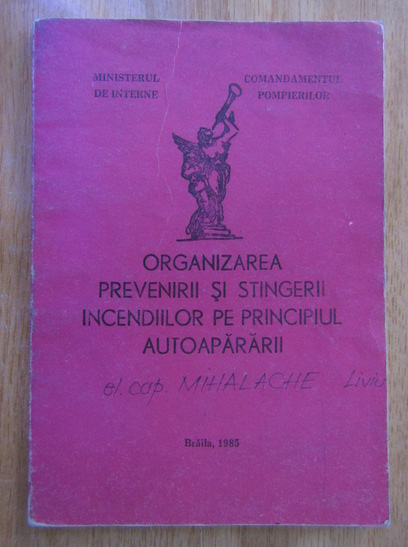 MINISTERUL
DE INTERNE
COMANDAMENTUL
POMPIERILOR
ORGANIZAREA
PREVENIRII ŞI STINGERII
INCENDIILOR PE PRINCIPIUL
AUTOAPĂRĂRII
el. cap. MIHALACHE Liviu
Brăila, 1985